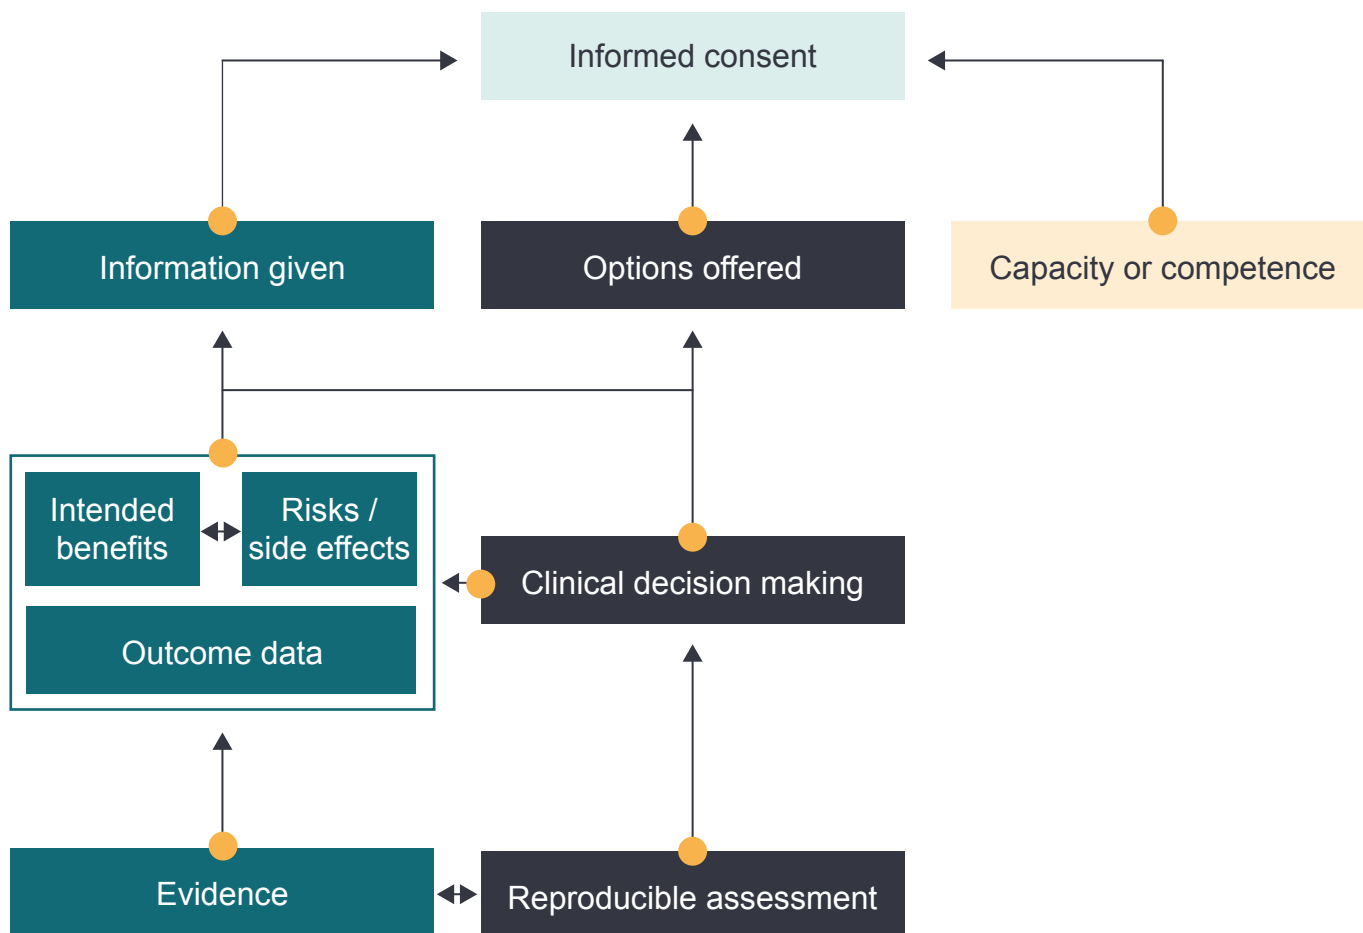 Informed consent
Information given
Options offered
Capacity or competence
Intended
benefits
Risks /
side effects
Clinical decision making
Outcome data
Evidence
Reproducible assessment